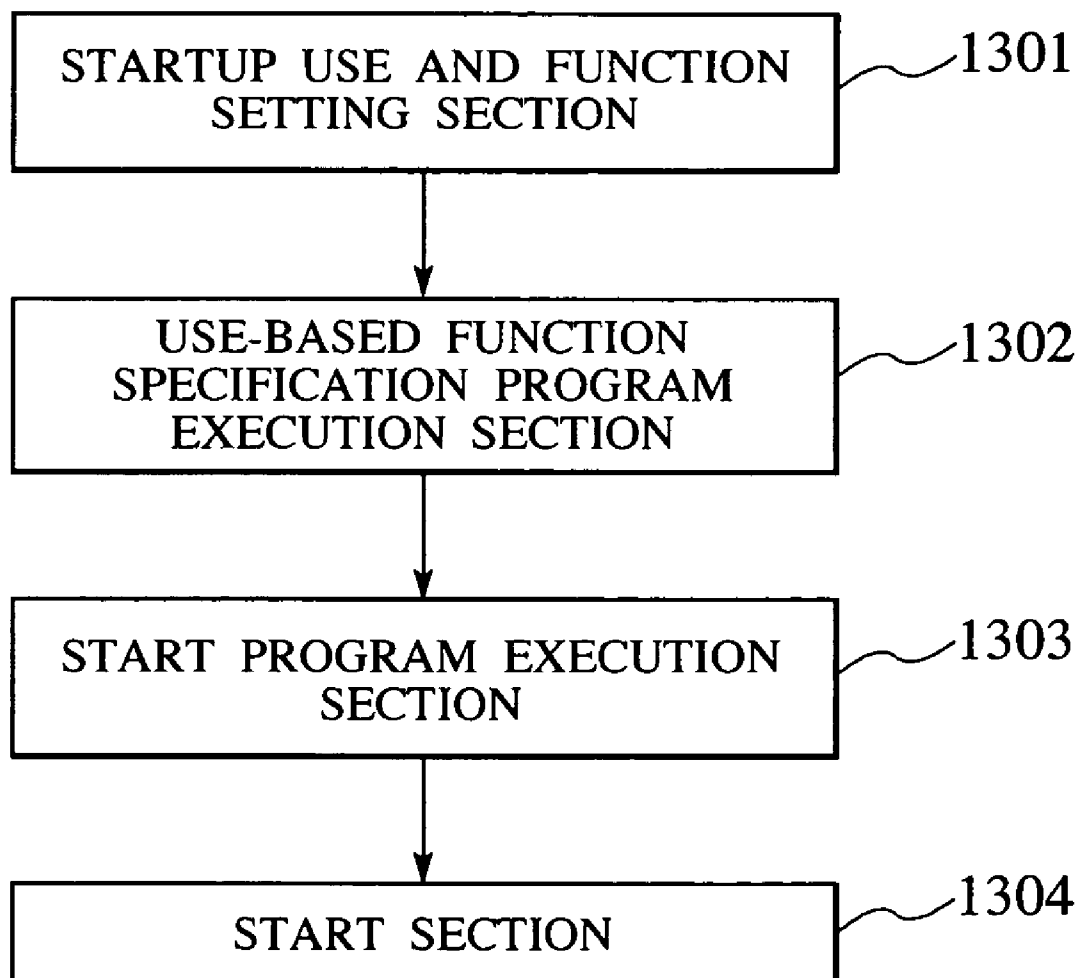 STARTUP USE AND FUNCTION
SETTING SECTION
1301
USE-BASED FUNCTION
SPECIFICATION PROGRAM
EXECUTION SECTION
1302
START PROGRAM EXECUTION
SECTION
1303
START SECTION
1304